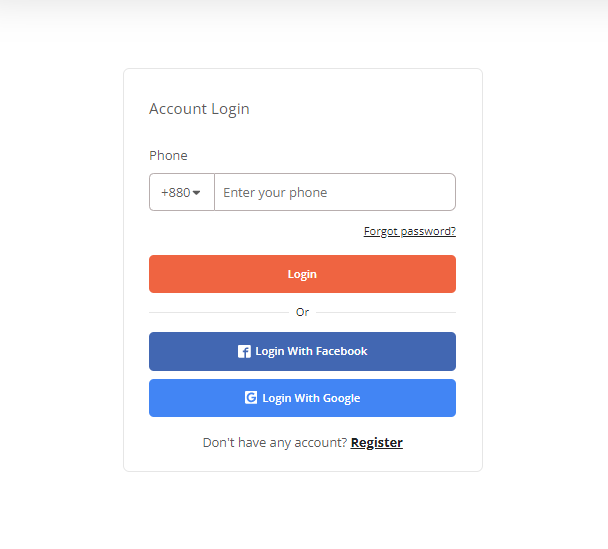 Account Login
Phone
+880 Enter your phone
Forgot password?
Login
Or
Login With Facebook
Login With Google
Don't have any account? Register